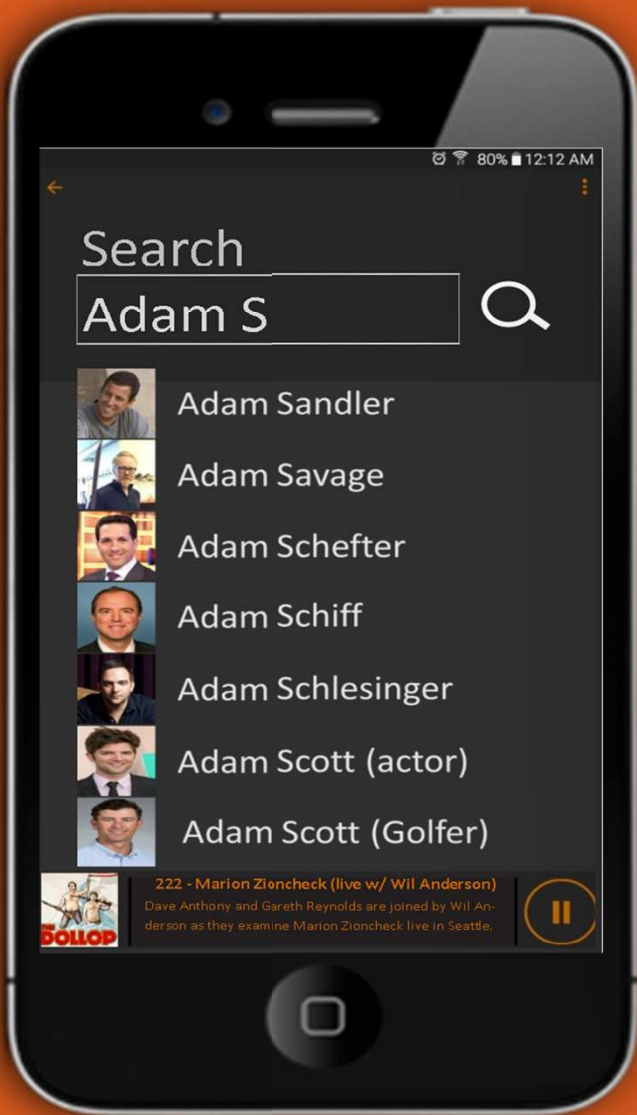 80% 12:12 AM
Search
Adam S
Adam Sandler
Adam Savage
Adam Schefter
Adam Schiff
Adam Schlesinger
Adam Scott (actor)
Adam Scott (Golfer)
222 - Marion Zioncheck (live w/ Wil Anderson)
Dave Anthony and Gareth Reynolds are joined by Wil An-
derson as they examine Marion Zioncheck live in Seattle.
THE
DOLLOP